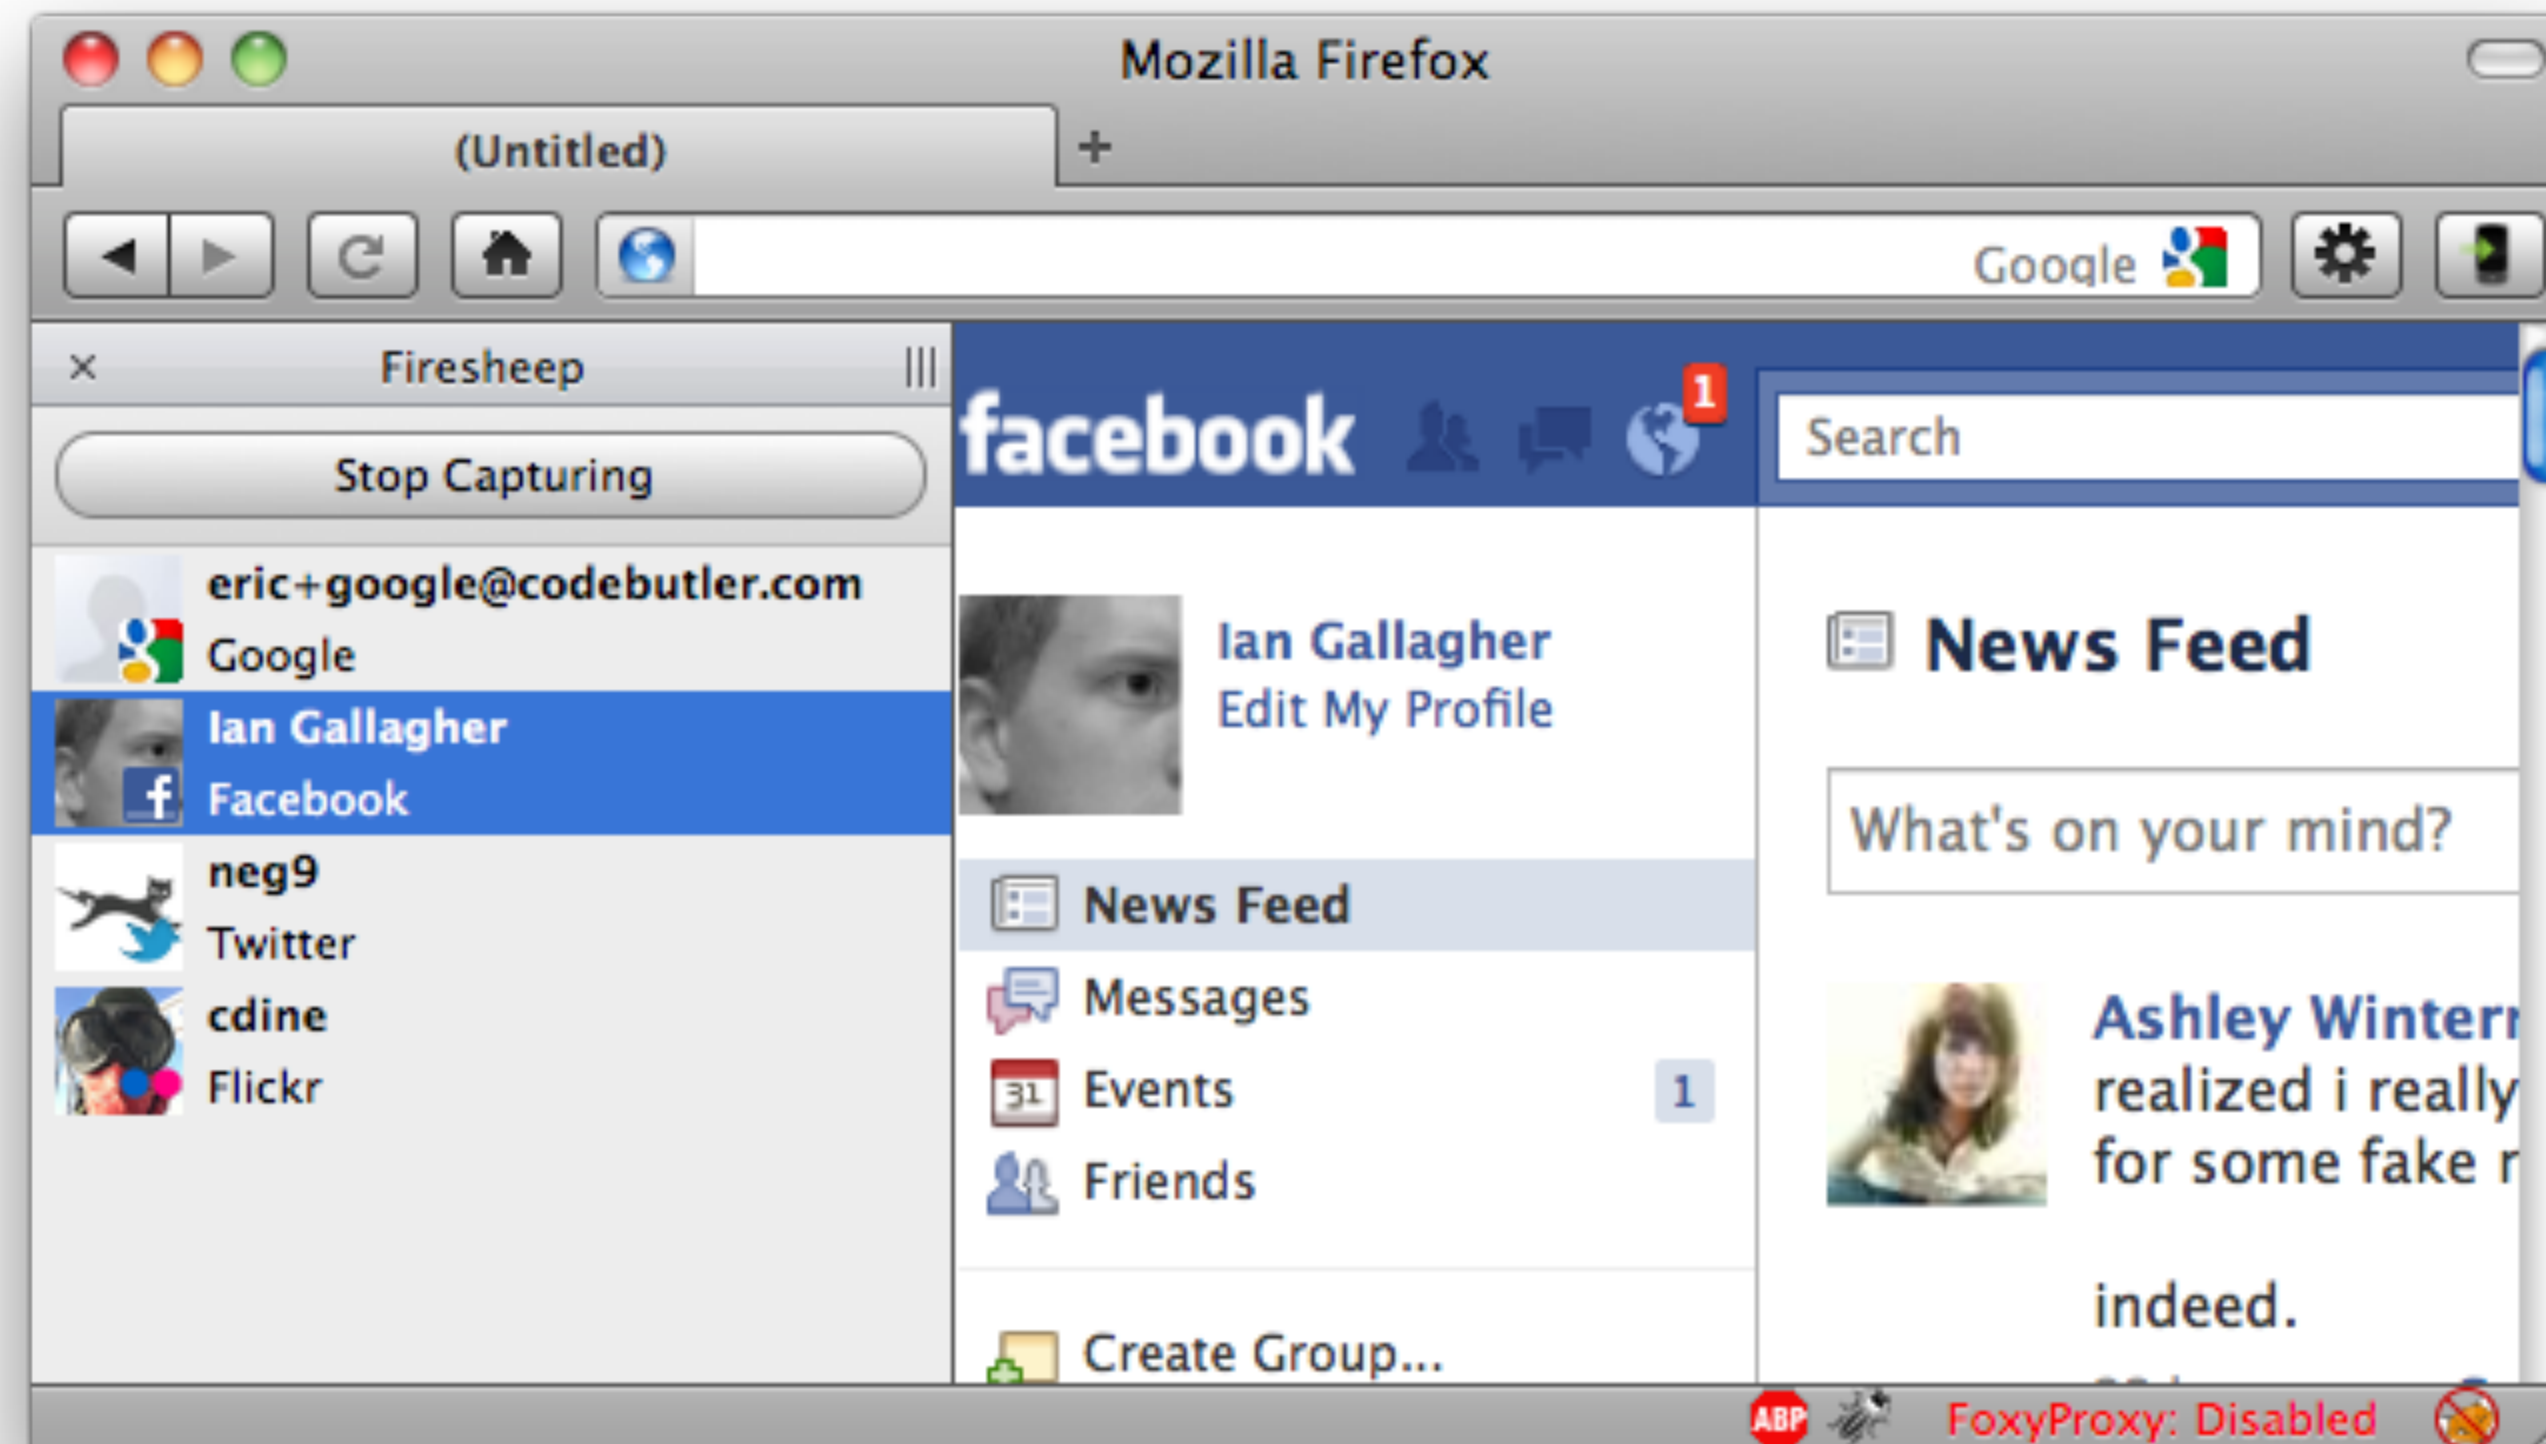 Mozilla Firefox
(Untitled)
+
Google
Firesheep
Stop Capturing
eric+google@codebutler.com
Google
Ian Gallagher
f
Facebook
neg9
Twitter
cdine
Flickr
facebook
1
Search
Ian Gallagher
Edit My Profile
News Feed
Messages
31
Events
1
Friends
Create Group...
News Feed
What's on your mind?
Ashley
realized i really
for some fake
indeed.
ABP
FoxyProxy: Disabled